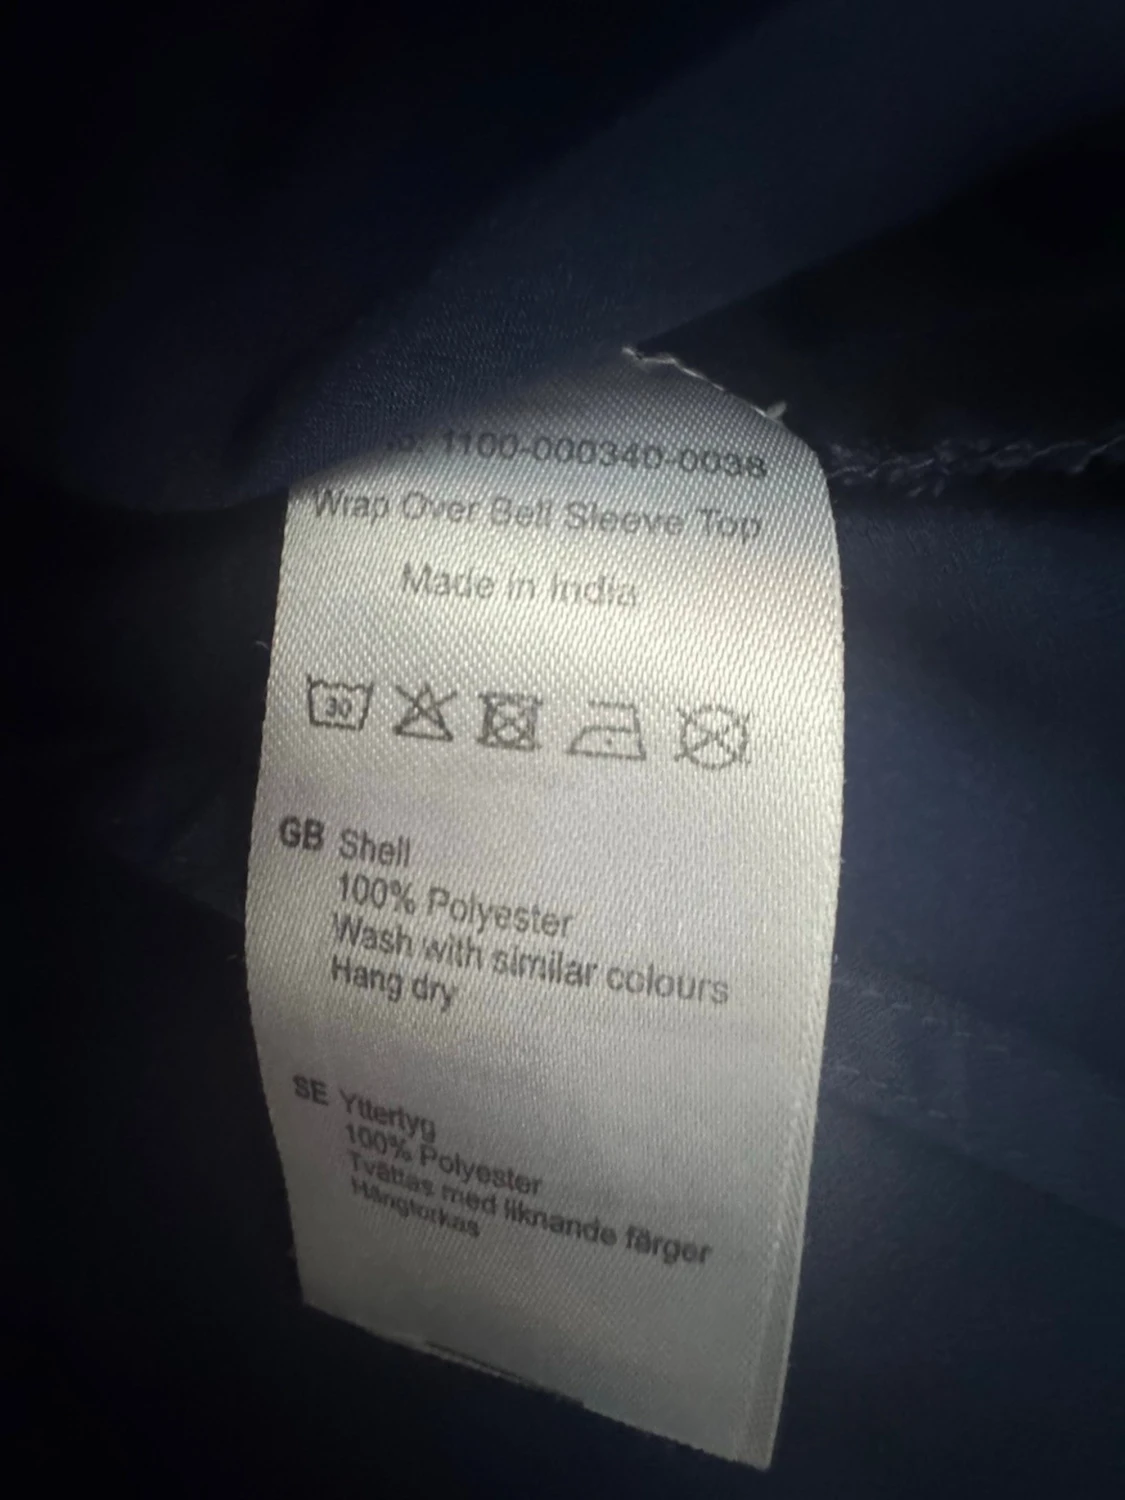 1100-000340-0038
Wrap Over Bell Sleeve Top
Made in India
30
GB Shell
100% Polyester
Wash with similar colours
Hang dry
SE Yttertyg
100% Polyester
Tvättas med liknande färger
Hängtorkas